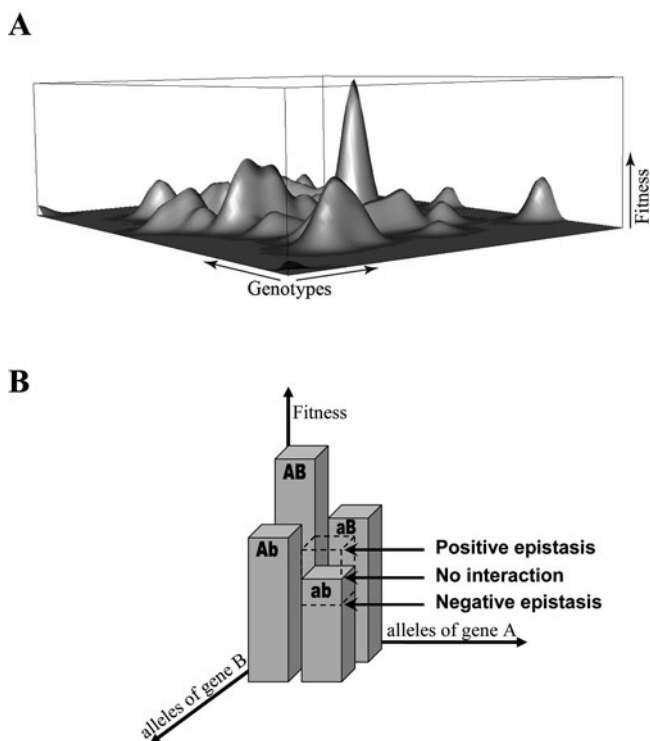 A
Fitness
Genotypes
B
Fitness
AB
aB
Ab
Positive epistasis
No interaction
ab
Negative epistasis
alleles of gene A
alleles of gene B